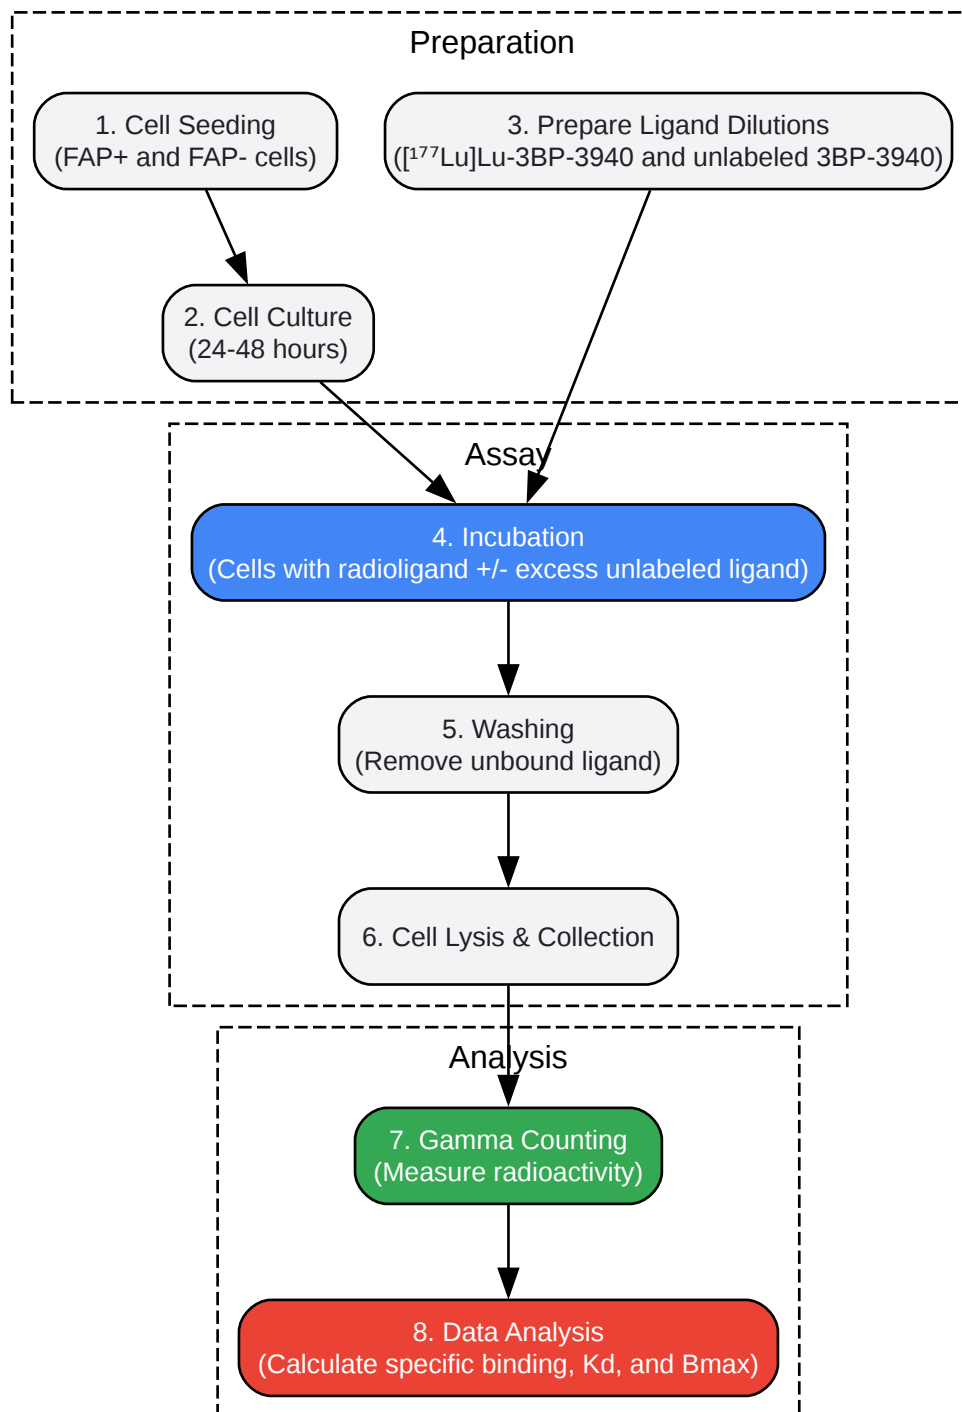 Preparation
1. Cell Seeding
(FAP+ and FAP- cells)
3. Prepare Ligand Dilutions
([¹⁷⁷Lu]Lu-3BP-3940 and unlabeled 3BP-3940)
2. Cell Culture
(24-48 hours)
Assay
4. Incubation
(Cells with radioligand +/- excess unlabeled ligand)
5. Washing
(Remove unbound ligand)
6. Cell Lysis & Collection
Analysis
7. Gamma Counting
(Measure radioactivity)
8. Data Analysis
(Calculate specific binding, Kd, and Bmax)